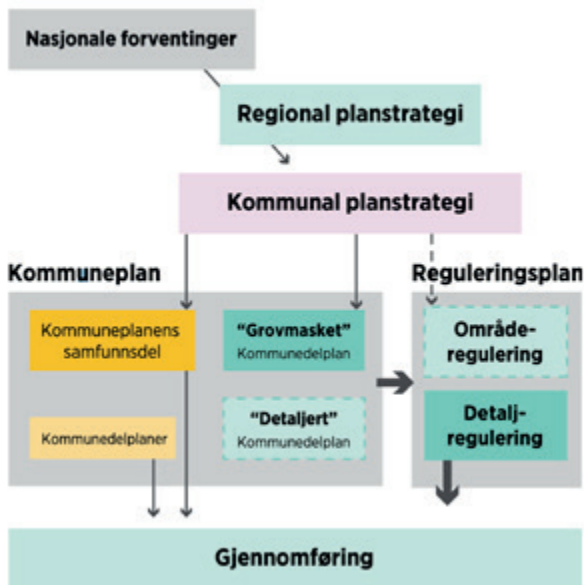 Nasjonale forventinger
Regional planstrategi
Kommunal planstrategi
Kommuneplan
Reguleringsplan
Kommuneplanens
samfunnsdel
"Grovmasket"
Kommunedelplan
Område-
regulering
Kommunedelplaner
"Detaljert"
Kommunedelplan
Detalj-
regulering
Gjennomføring